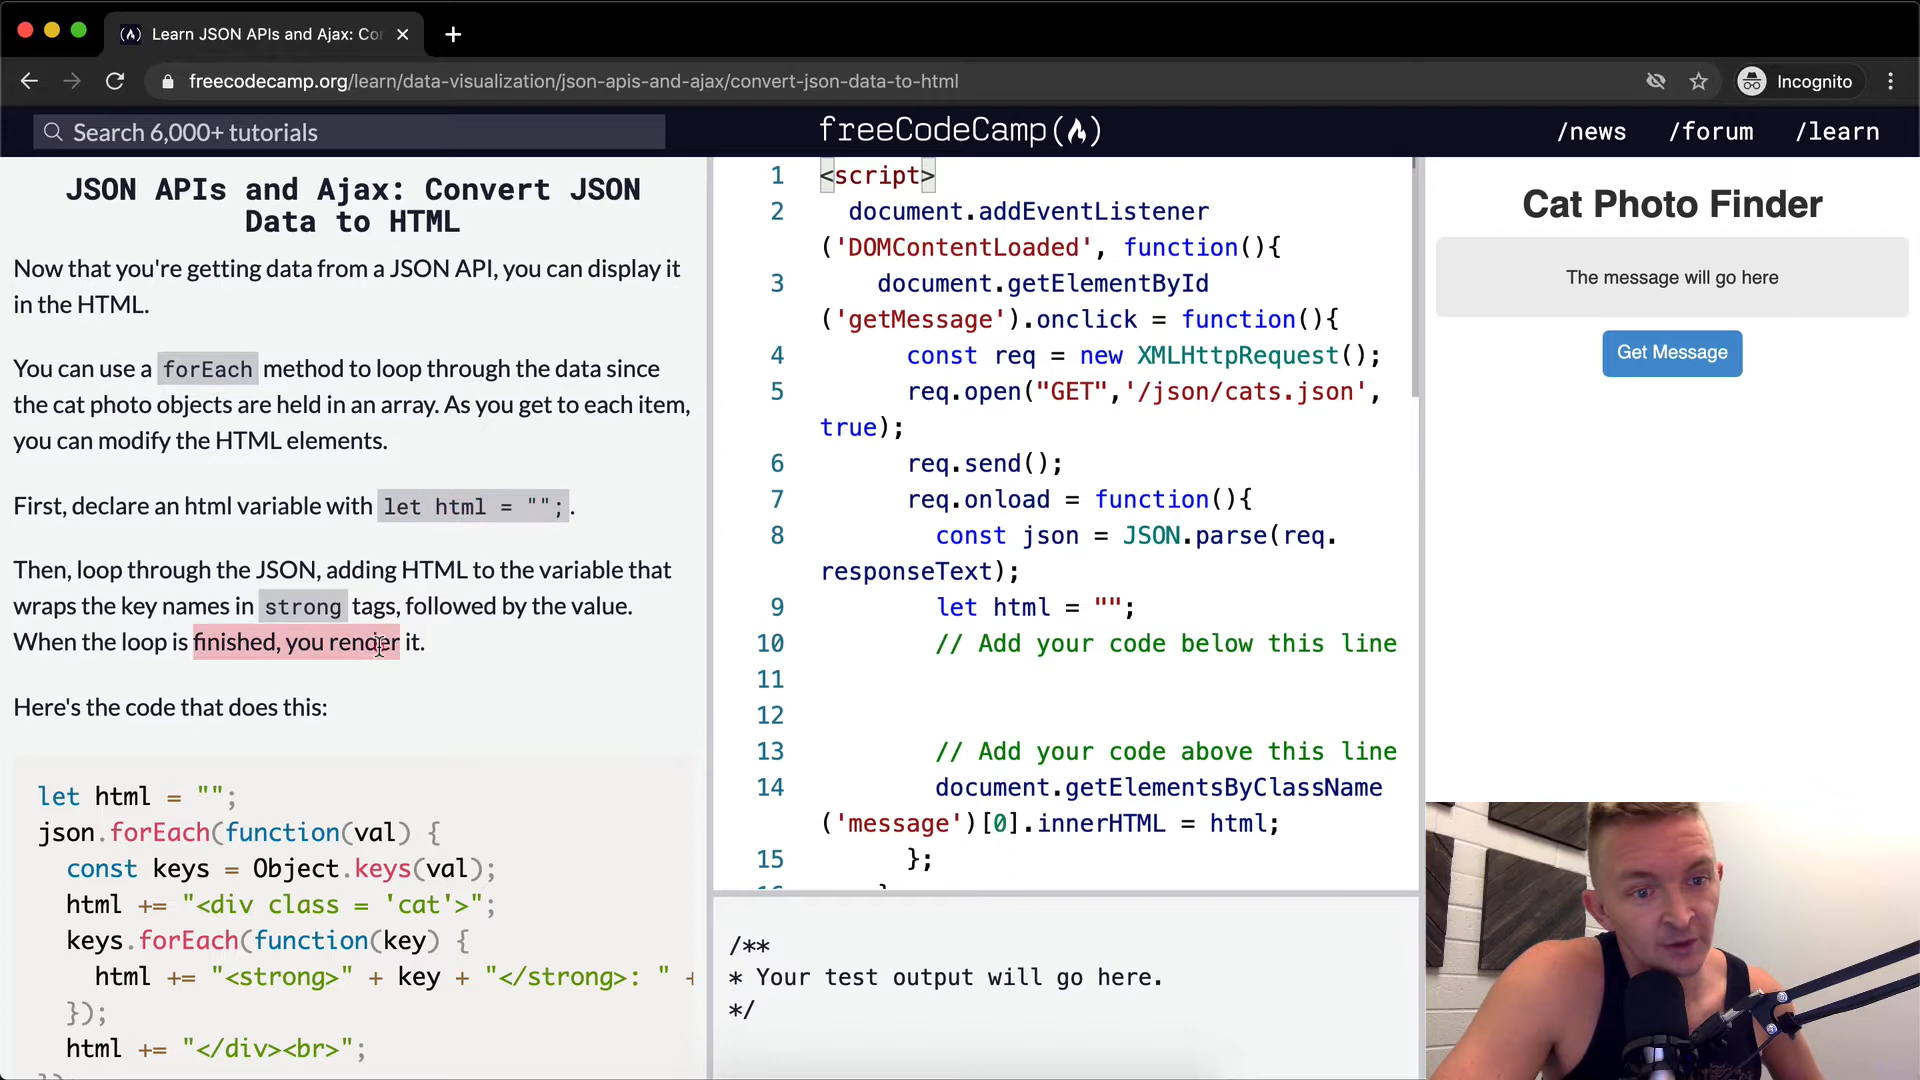 Learn JSON APIs and Ajax: Co
freecodecamp.org/learn/data-visualization/json-apis-and-ajax/convert-json-data-to-html
Incognito
Search 6,000+ tutorials
freeCodeCamp
/news
/forum
/learn
JSON APIs and Ajax: Convert JSON
Data to HTML
Now that you're getting data from a JSON API, you can display it
in the HTML.
You can use a forEach method to loop through the data since
the cat photo objects are held in an array. As you get to each item,
you can modify the HTML elements.
First, declare an html variable with let html = "";.
Then, loop through the JSON, adding HTML to the variable that
wraps the key names in strong tags, followed by the value.
When the loop is finished, you render it.
Here's the code that does this:
let html = "";
json.forEach(function(val) {
const keys = Object.keys(val);
html += "<div class = 'cat'>";
keys.forEach(function(key) {
html += "<strong>" + key + "</strong>: " +
});
html += "</div><br>";
1 <script>
2 document.addEventListener
('DOMContentLoaded', function(){
3 document.getElementById
('getMessage').onclick = function(){
4 const req = new XMLHttpRequest();
5 req.open("GET",'/json/cats.json',
true);
6 req.send();
7 req.onload = function(){
8 const json = JSON.parse(req.
responseText);
9 let html = "";
10 // Add your code below this line
11
12
13 // Add your code above this line
14 document.getElementsByClassName
('message')[0].innerHTML = html;
15 };
/**
* Your test output will go here.
*/
Cat Photo Finder
The message will go here
Get Message